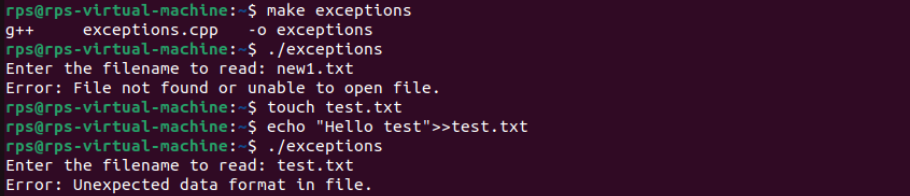 rps@rps-virtual-machine:~$ make exceptions
g++     exceptions.cpp   -o exceptions
rps@rps-virtual-machine:~$ ./exceptions
Enter the filename to read: new1.txt
Error: File not found or unable to open file.
rps@rps-virtual-machine:~$ touch test.txt
rps@rps-virtual-machine:~$ echo "Hello test">>test.txt
rps@rps-virtual-machine:~$ ./exceptions
Enter the filename to read: test.txt
Error: Unexpected data format in file.